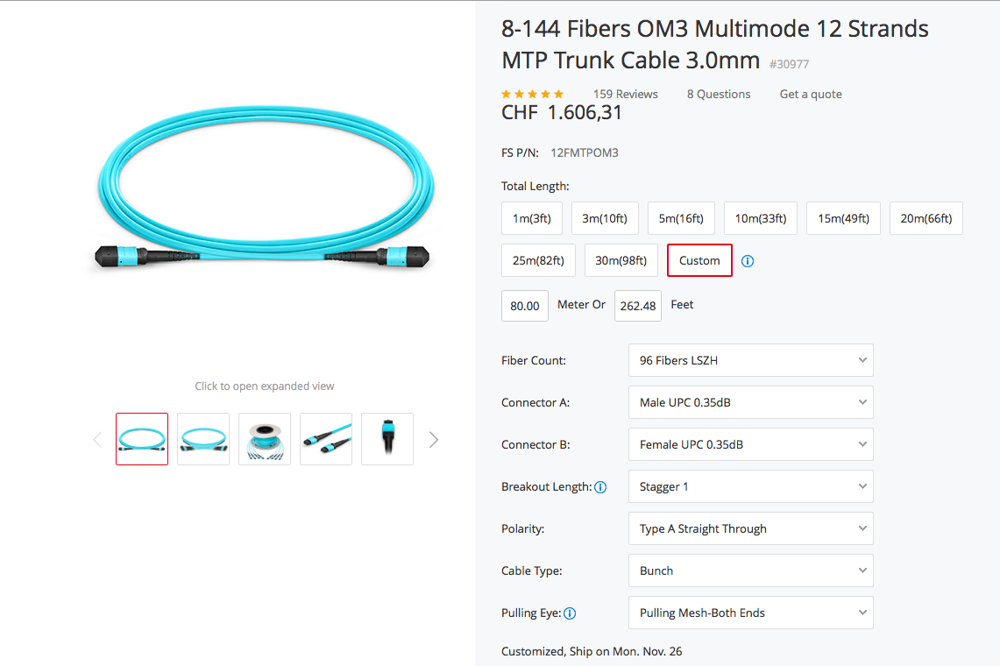 8-144 Fibers OM3 Multimode 12 Strands
MTP Trunk Cable 3.0mm #30977
159 Reviews 8 Questions Get a quote
CHF 1.606,31
FS P/N: 12FMTPOM3
Total Length:
1m(3ft) 3m(10ft) 5m(16ft) 10m(33ft) 15m(49ft) 20m(66ft)
25m(82ft) 30m(98ft) Custom
80.00 Meter Or 262.48 Feet
Fiber Count: 96 Fibers LSZH
Connector A: Male UPC 0.35dB
Connector B: Female UPC 0.35dB
Breakout Length: Stagger 1
Polarity: Type A Straight Through
Cable Type: Bunch
Pulling Eye: Pulling Mesh-Both Ends
Customized, Ship on Mon. Nov. 26
Click to open expanded view